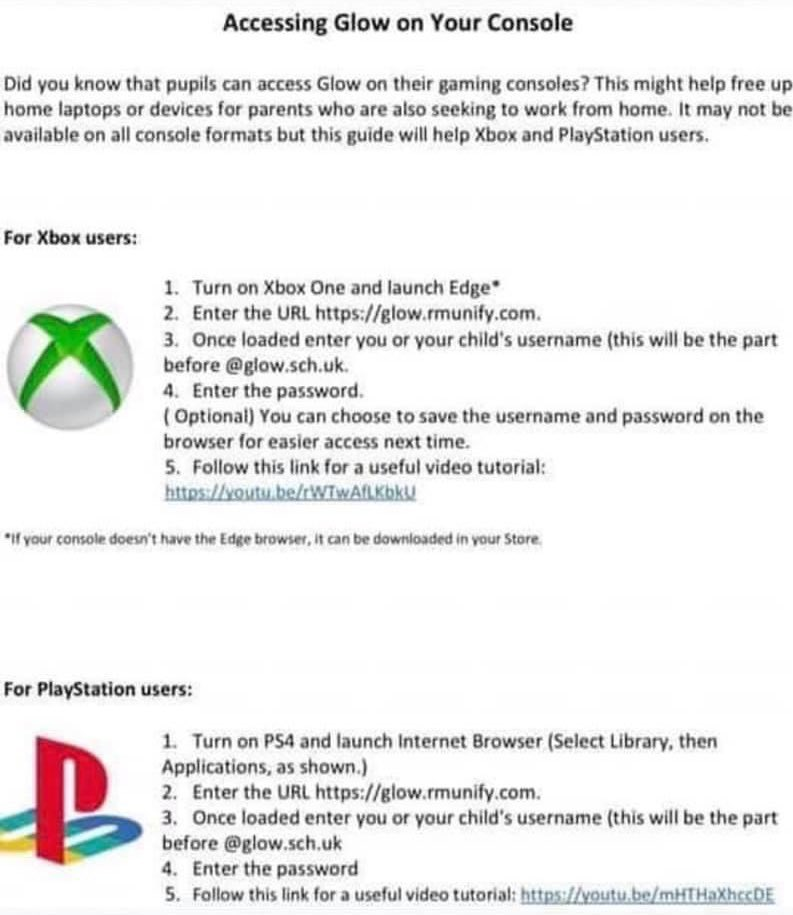 Accessing Glow on Your Console
Did you know that pupils can access Glow on their gaming consoles? This might help free up
home laptops or devices for parents who are also seeking to work from home. It may not be
available on all console formats but this guide will help Xbox and PlayStation users.
For Xbox users:
1. Turn on Xbox One and launch Edge*
2. Enter the URL https://glow.rmunify.com.
3. Once loaded enter you or your child's username (this will be the part
before @glow.sch.uk.
4. Enter the password.
( Optional) You can choose to save the username and password on the
browser for easier access next time.
5. Follow this link for a useful video tutorial:
https://youtu.be/rWTwAfLKbkU
*If your console doesn't have the Edge browser, it can be downloaded in your Store.
For PlayStation users:
1. Turn on PS4 and launch Internet Browser (Select Library, then
Applications, as shown.)
2. Enter the URL https://glow.rmunify.com.
3. Once loaded enter you or your child's username (this will be the part
before @glow.sch.uk
4. Enter the password
5. Follow this link for a useful video tutorial: https://youtu.be/mHTHaXhccDE